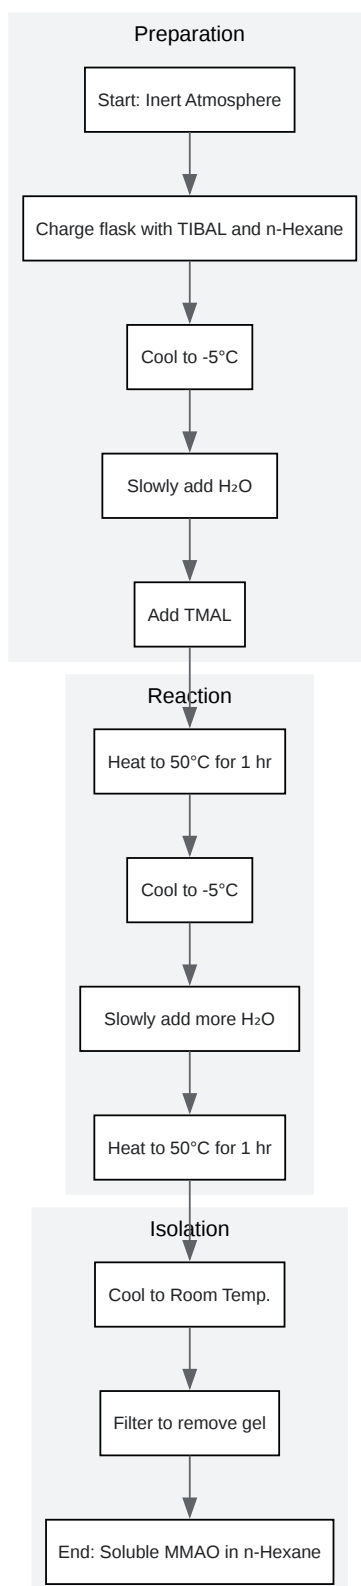 Preparation
Start: Inert Atmosphere
Charge flask with TIBAL and n-Hexane
Cool to -5°C
Slowly add H₂O
Add TMAL
Reaction
Heat to 50°C for 1 hr
Cool to -5°C
Slowly add more H₂O
Heat to 50°C for 1 hr
Isolation
Cool to Room Temp.
Filter to remove gel
End: Soluble MMAO in n-Hexane